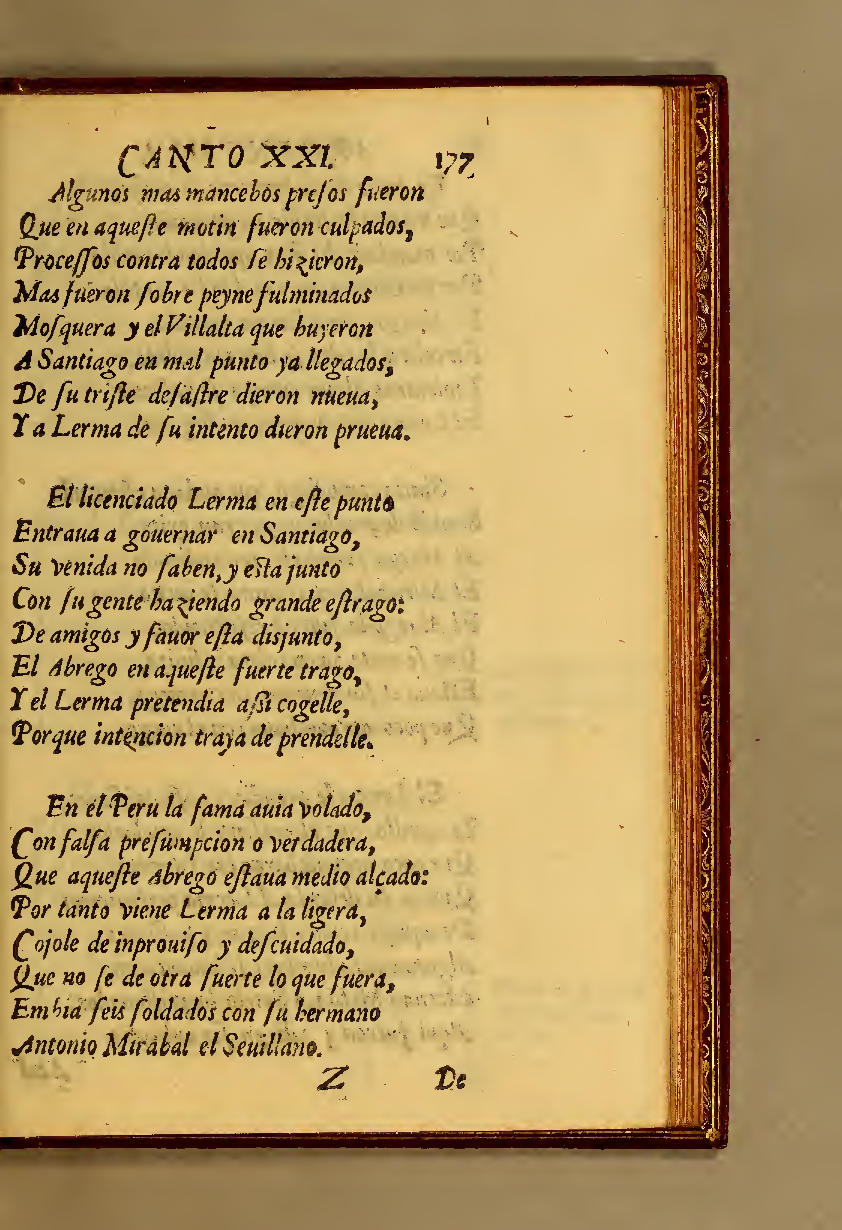 CANTO XXI. 177
Algunos mas mancebos preſos fueron
Que en aqueſte motin fueron culpados,
Proceſſos contra todos ſe hizieron,
Mas fueron ſobre peyne fulminados
Moſquera y el Villalta que huyeron
A Santiago en mal punto ya llegados,
De ſu triſte deſaſtre dieron nueua,
Y a Lerma de ſu intento dieron prueua.
El licenciado Lerma en eſte punto
Entraua a gouernar en Santiago,
Su venida no ſaben, y eſta junto
Con ſu gente haziendo grande eſtrago:
De amigos y fauor eſta disjunto,
El Abrego en aqueſte fuerte trago,
Y el Lerma pretendia aſsi cogelle,
Porque intencion traya de prendelle.
En el Peru la fama auia volado,
Con falſa preſumpcion o verdadera,
Que aqueſte Abrego eſtaua medio alçado:
Por tanto viene Lerma a la ligera,
Cojole de inprouiſo y deſcuidado,
Que no ſe de otra ſuerte lo que fuera,
Embia ſeis ſoldados con ſu hermano
Antonio Mirabal el Seuillano.
Z De